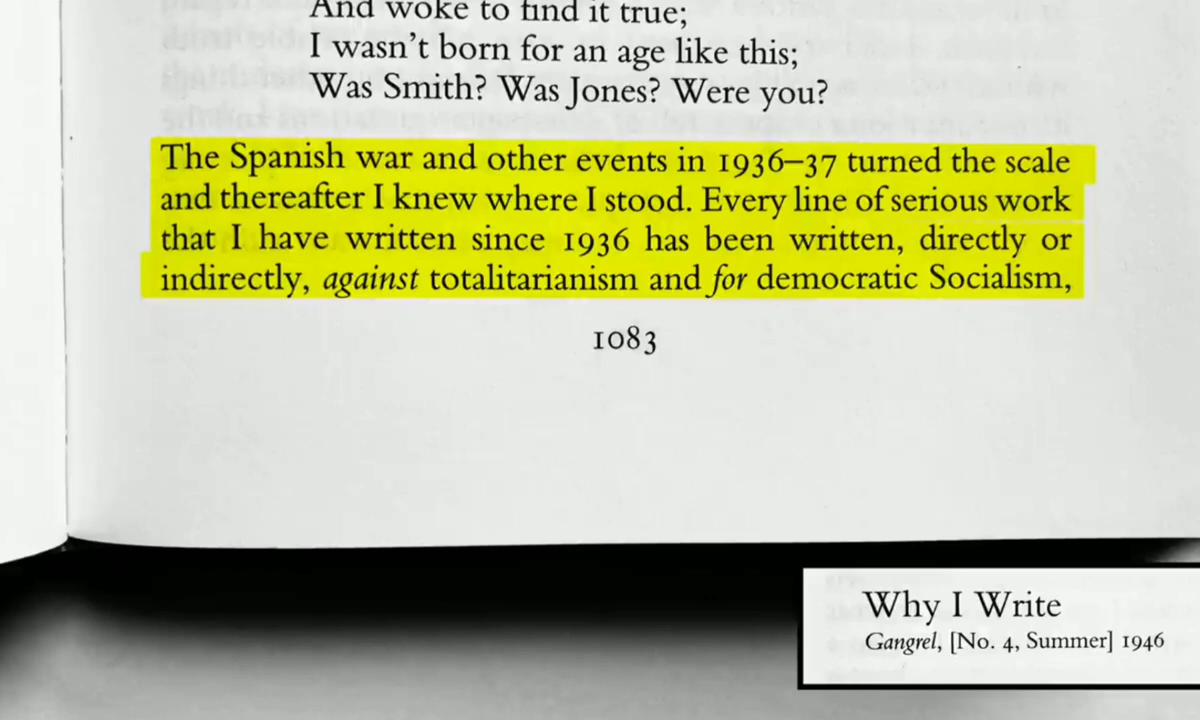 And woke to find it true;
I wasn't born for an age like this;
Was Smith? Was Jones? Were you?
The Spanish war and other events in 1936–37 turned the scale
and thereafter I knew where I stood. Every line of serious work
that I have written since 1936 has been written, directly or
indirectly, against totalitarianism and for democratic Socialism,
1083
Why I Write
Gangrel, [No. 4, Summer] 1946